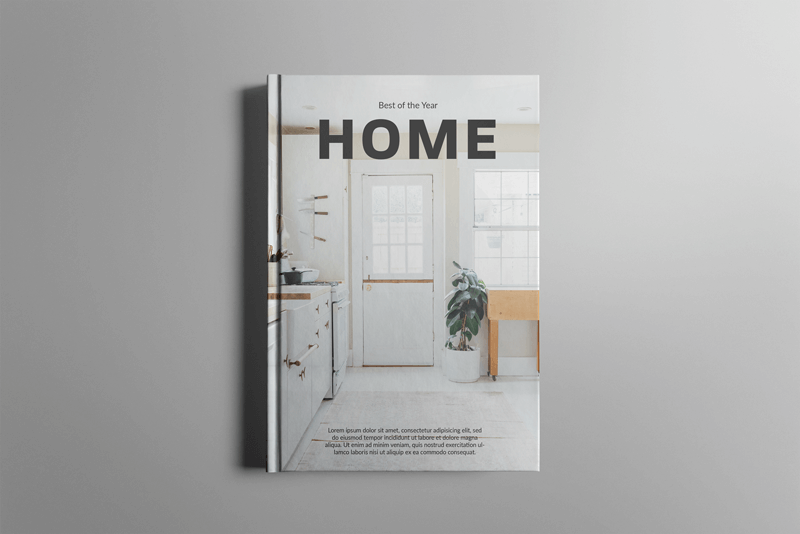 Best of the Year
HOME
Lorem ipsum dolor sit amet, consectetur adipisicing elit, sed
do eiusmod tempor incididunt ut labore et dolore magna
aliqua. Ut enim ad minim veniam, quis nostrud exercitation ul-
lamco laboris nisi ut aliquip ex ea commodo consequat.